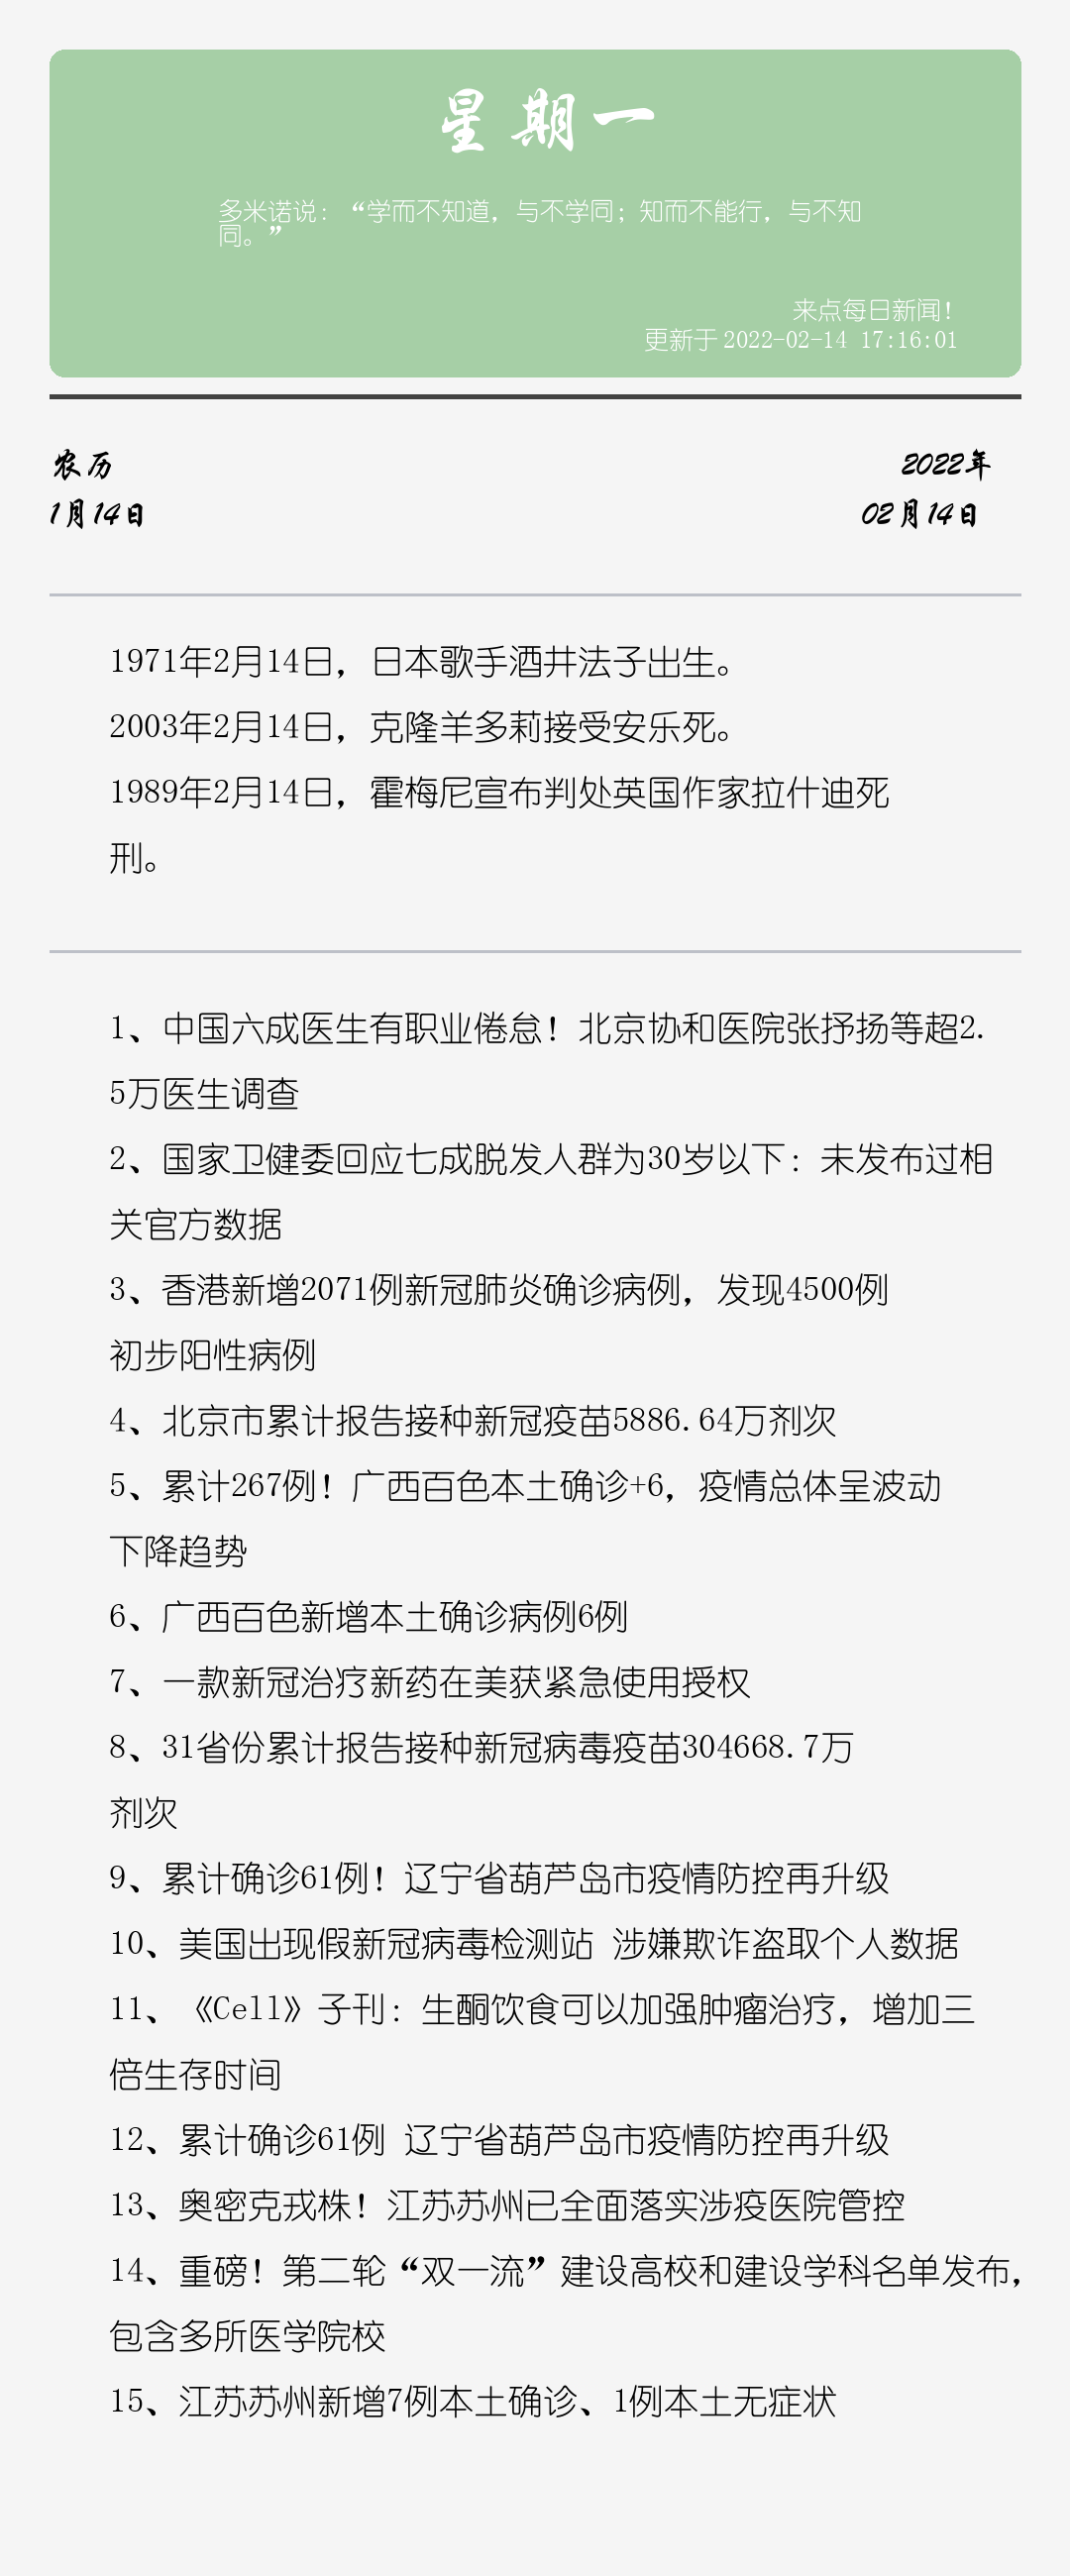 星期一
多米诺说：“学而不知道，与不学同；知而不能行，与不知
同。”
来点每日新闻！
更新于 2022-02-14 17:16:01
农历
1月14日
2022年
02月14日
1971年2月14日，日本歌手酒井法子出生。
2003年2月14日，克隆羊多莉接受安乐死。
1989年2月14日，霍梅尼宣布判处英国作家拉什迪死
刑。
1、中国六成医生有职业倦怠！北京协和医院张抒扬等超2.
5万医生调查
2、国家卫健委回应七成脱发人群为30岁以下：未发布过相
关官方数据
3、香港新增2071例新冠肺炎确诊病例，发现4500例
初步阳性病例
4、北京市累计报告接种新冠疫苗5886.64万剂次
5、累计267例！广西百色本土确诊+6，疫情总体呈波动
下降趋势
6、广西百色新增本土确诊病例6例
7、一款新冠治疗新药在美获紧急使用授权
8、31省份累计报告接种新冠病毒疫苗304668.7万
剂次
9、累计确诊61例！辽宁省葫芦岛市疫情防控再升级
10、美国出现假新冠病毒检测站 涉嫌欺诈盗取个人数据
11、《Cell》子刊：生酮饮食可以加强肿瘤治疗，增加三
倍生存时间
12、累计确诊61例 辽宁省葫芦岛市疫情防控再升级
13、奥密克戎株！江苏苏州已全面落实涉疫医院管控
14、重磅！第二轮“双一流”建设高校和建设学科名单发布，
包含多所医学院校
15、江苏苏州新增7例本土确诊、1例本土无症状